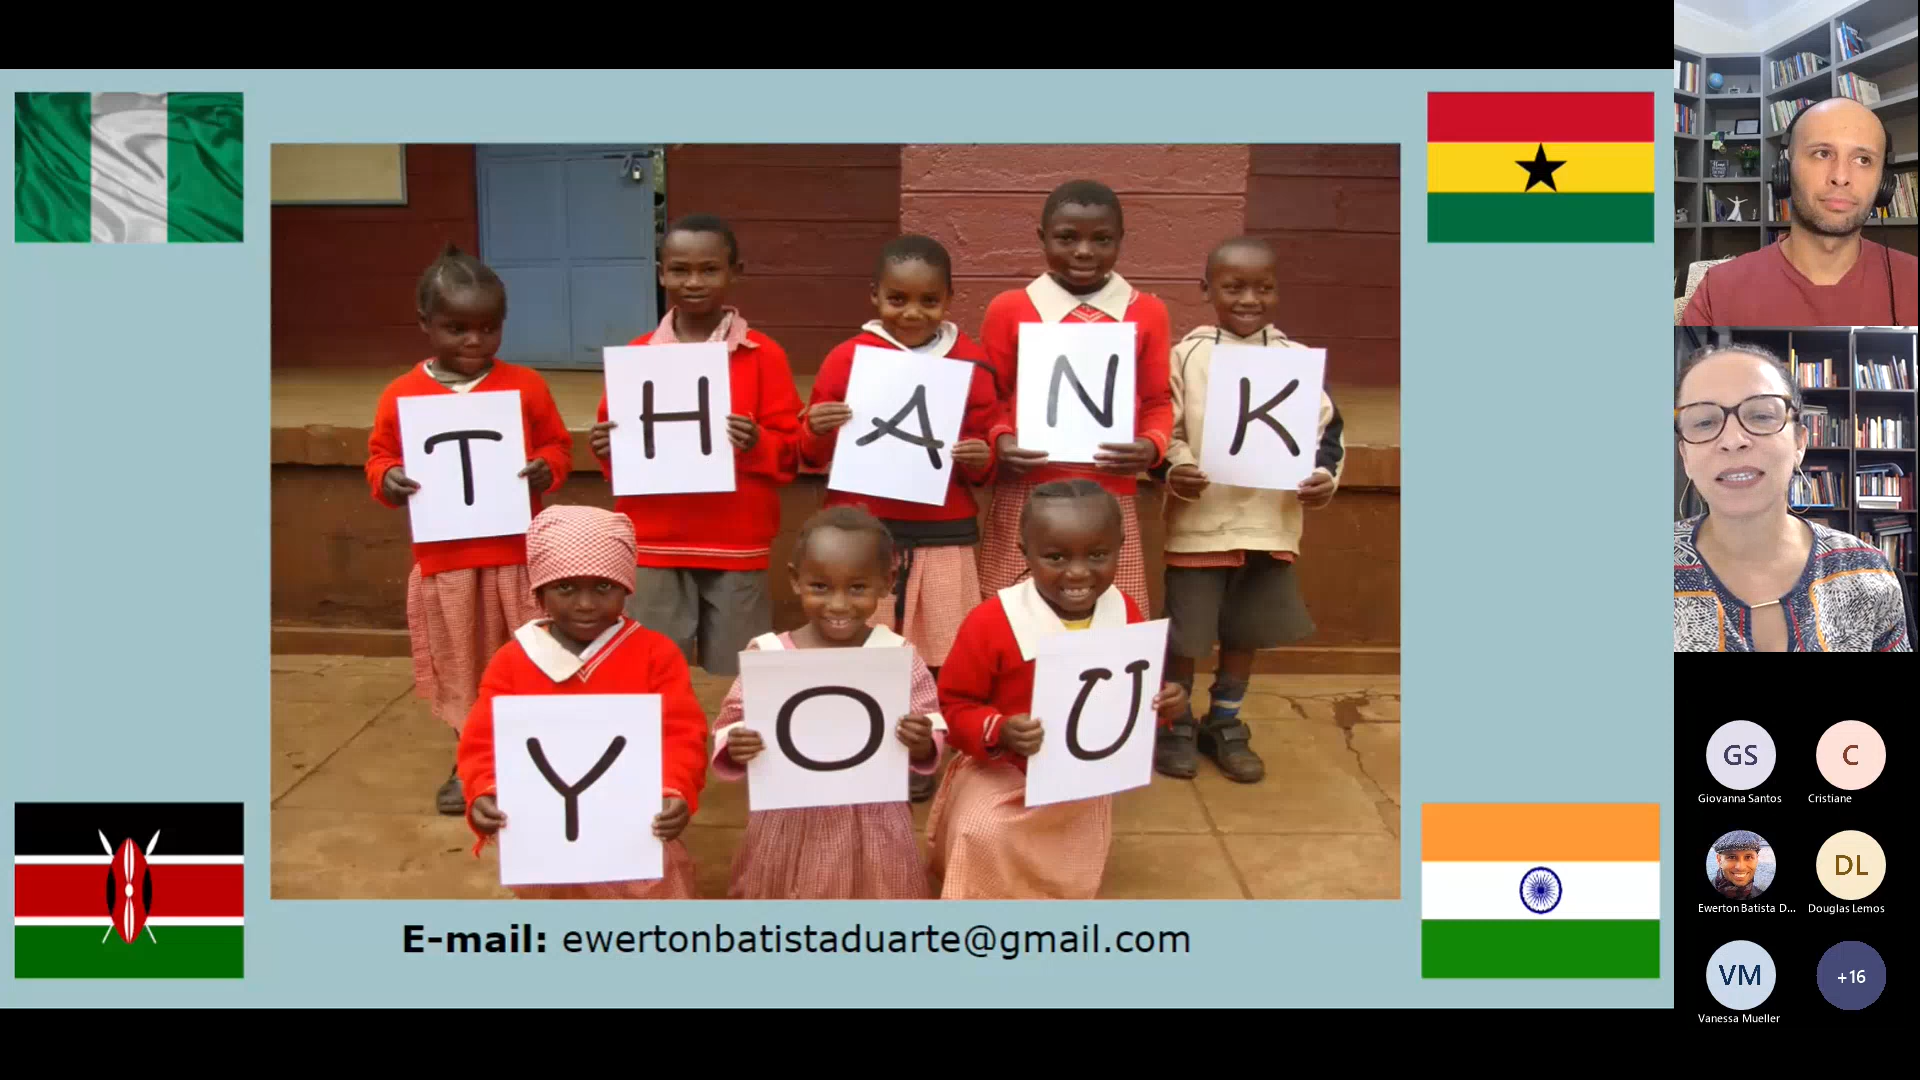 T H A N K
Y O U
E-mail: ewertonbatistaduarte@gmail.com
GS
Giovanna Santos
C
Cristiane
Ewerton Batista D...
DL
Douglas Lemos
VM
Vanessa Mueller
+16